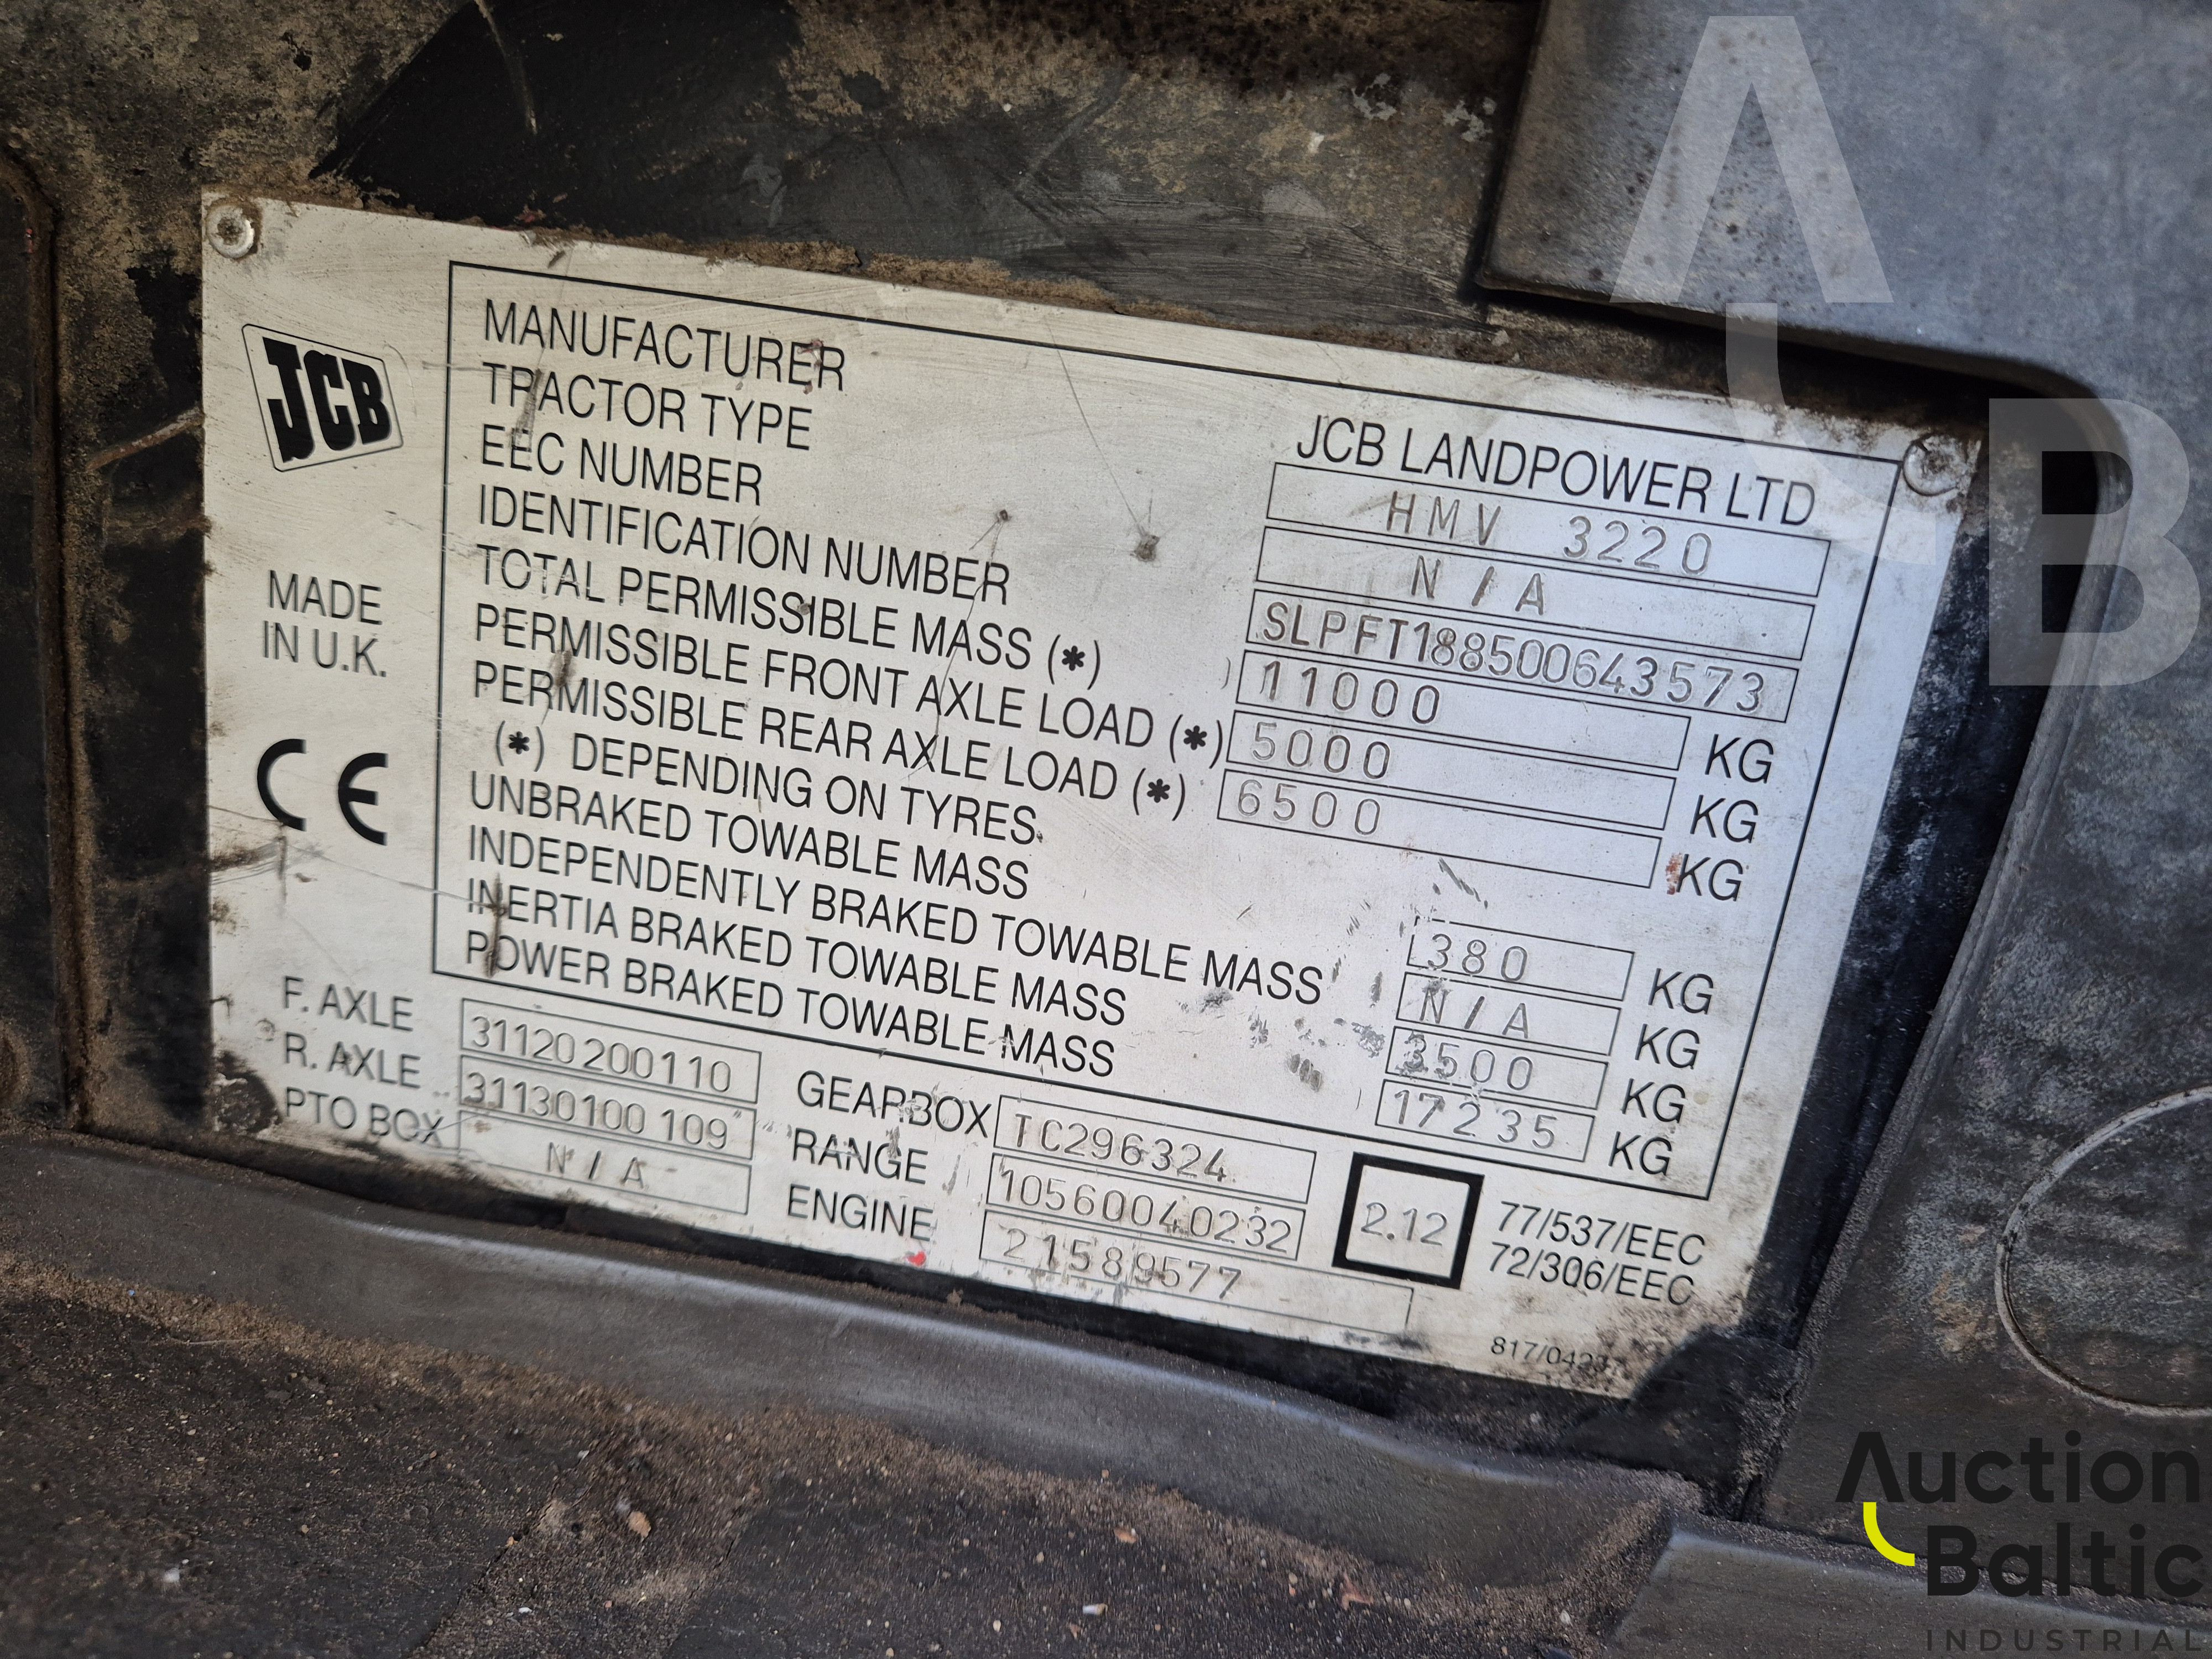 JCB
MADE
IN U.K.
CE
MANUFACTURER JCB LANDPOWER LTD
TRACTOR TYPE HMV 3220
EEC NUMBER N/A
IDENTIFICATION NUMBER SLPFT188500643573
TOTAL PERMISSIBLE MASS (*) 11000 KG
PERMISSIBLE FRONT AXLE LOAD (*) 5000 KG
PERMISSIBLE REAR AXLE LOAD (*) 6500 KG
(*) DEPENDING ON TYRES.
UNBRAKED TOWABLE MASS 380 KG
INDEPENDENTLY BRAKED TOWABLE MASS N/A KG
INERTIA BRAKED TOWABLE MASS 3500 KG
POWER BRAKED TOWABLE MASS 17235 KG
F. AXLE 31120200110
R. AXLE 31130100109
PTO BOX N/A
GEARBOX TC296324
RANGE 10560040232
ENGINE 21589577
2.12
77/537/EEC
72/306/EEC
A
B
Auction
Baltic
INDUSTRIAL